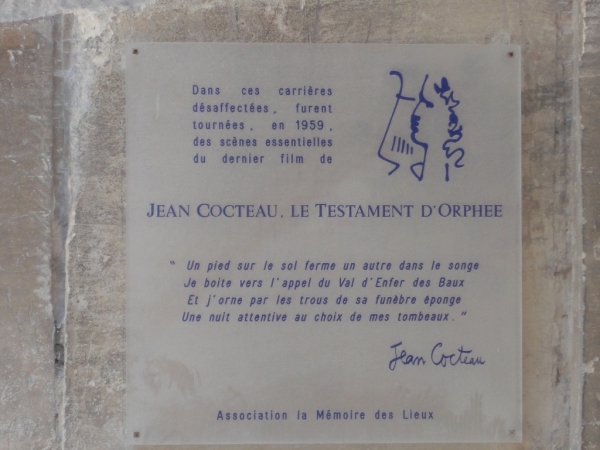 Dans ces carrières
désaffectées, furent
tournées, en 1959,
des scènes essentielles
du dernier film de
JEAN COCTEAU, LE TESTAMENT D'ORPHEE
" Un pied sur le sol ferme un autre dans le songe
Je boite vers l'appel du Val d'Enfer des Baux
Et j'orne par les trous de sa funèbre éponge
Une nuit attentive au choix de mes tombeaux. "
Jean Cocteau
Association la Mémoire des Lieux